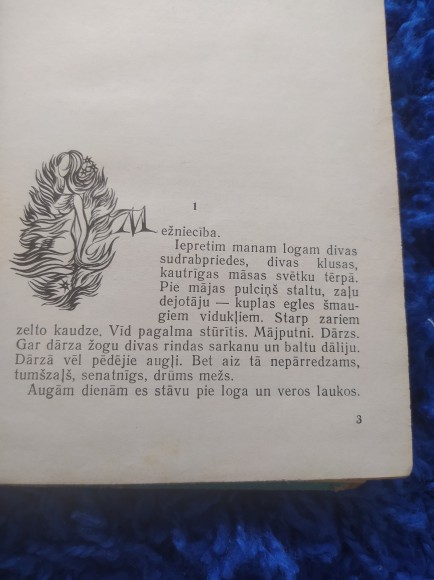 1
Mežniecība.
Iepretim manam logam divas
sudrabpriedes, divas klusas,
kautrīgas māsas svētku tērpā.
Pie mājas pulciņš staltu, zaļu
dejotāju — kuplas egles šmau-
giem vidukļiem. Starp zariem
zelto kaudze. Vid pagalma stūrītis. Mājputni. Dārzs.
Gar dārza žogu divas rindas sarkanu un baltu dāliju.
Dārzā vēl pēdējie augļi. Bet aiz tā nepārredzams,
tumšzaļš, senatnīgs, drūms mežs.
Augām dienām es stāvu pie loga un veros laukos.
3